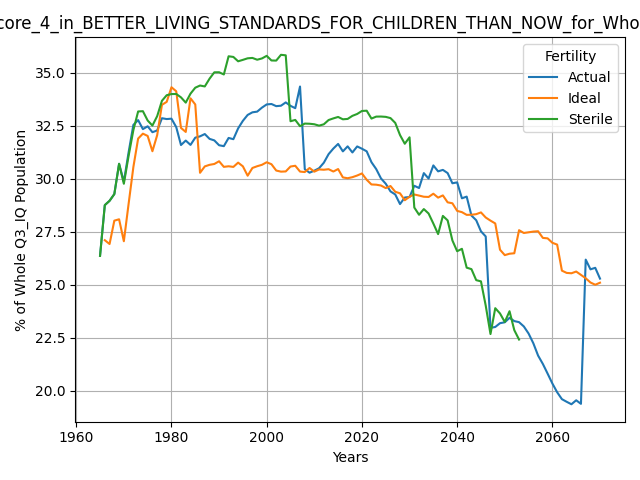 core_4_in_BETTER_LIVING_STANDARDS_FOR_CHILDREN_THAN_NOW_for_Who
% of Whole Q3_IQ Population
35.0
32.5
30.0
27.5
25.0
22.5
20.0
Fertility
Actual
Ideal
Sterile
1960
1980
2000
2020
2040
2060
Years